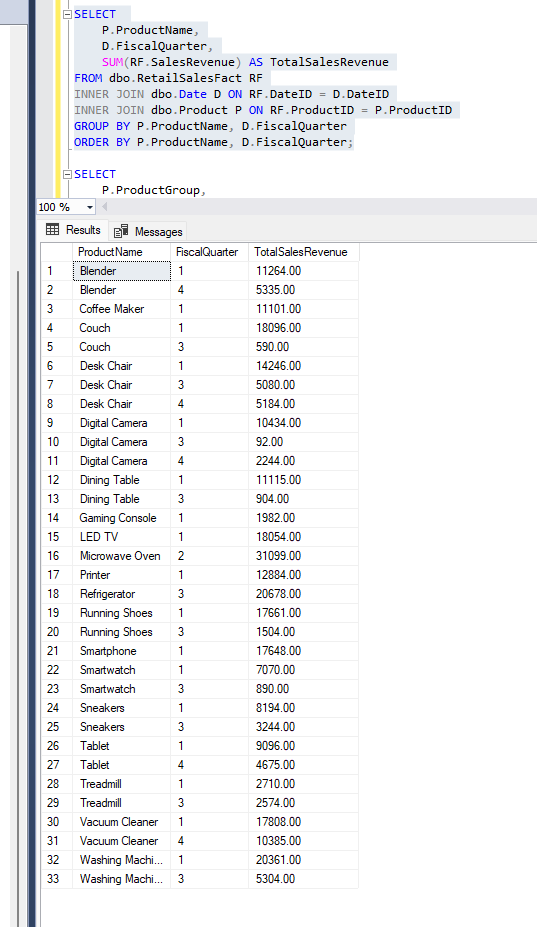 SELECT
P.ProductName,
D.FiscalQuarter,
SUM(RF.SalesRevenue) AS TotalSalesRevenue
FROM dbo.RetailSalesFact RF
INNER JOIN dbo.Date D ON RF.DateID = D.DateID
INNER JOIN dbo.Product P ON RF.ProductID = P.ProductID
GROUP BY P.ProductName, D.FiscalQuarter
ORDER BY P.ProductName, D.FiscalQuarter;
SELECT
P.ProductGroup,
100 %
Results Messages
ProductName FiscalQuarter TotalSalesRevenue
1 Blender 1 11264.00
2 Blender 4 5335.00
3 Coffee Maker 1 11101.00
4 Couch 1 18096.00
5 Couch 3 590.00
6 Desk Chair 1 14246.00
7 Desk Chair 3 5080.00
8 Desk Chair 4 5184.00
9 Digital Camera 1 10434.00
10 Digital Camera 3 92.00
11 Digital Camera 4 2244.00
12 Dining Table 1 11115.00
13 Dining Table 3 904.00
14 Gaming Console 1 1982.00
15 LED TV 1 18054.00
16 Microwave Oven 2 31099.00
17 Printer 1 12884.00
18 Refrigerator 3 20678.00
19 Running Shoes 1 17661.00
20 Running Shoes 3 1504.00
21 Smartphone 1 17648.00
22 Smartwatch 1 7070.00
23 Smartwatch 3 890.00
24 Sneakers 1 8194.00
25 Sneakers 3 3244.00
26 Tablet 1 9096.00
27 Tablet 4 4675.00
28 Treadmill 1 2710.00
29 Treadmill 3 2574.00
30 Vacuum Cleaner 1 17808.00
31 Vacuum Cleaner 4 10385.00
32 Washing Machi... 1 20361.00
33 Washing Machi... 3 5304.00